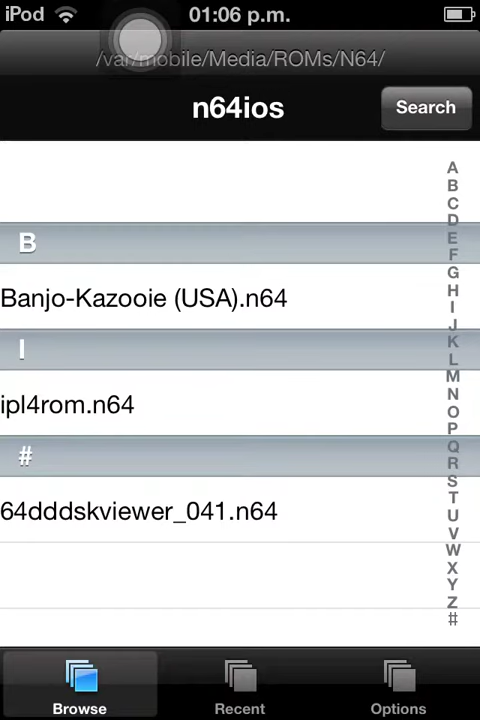 iPod 01:06 p.m.
/var/mobile/Media/ROMs/N64/
n64ios
Search
B
Banjo-Kazooie (USA).n64
I
ipl4rom.n64
#
64dddskviewer_041.n64
A
B
C
D
E
F
G
H
I
J
K
L
M
N
O
P
Q
R
S
T
U
V
W
X
Y
Z
#
Browse Recent Options